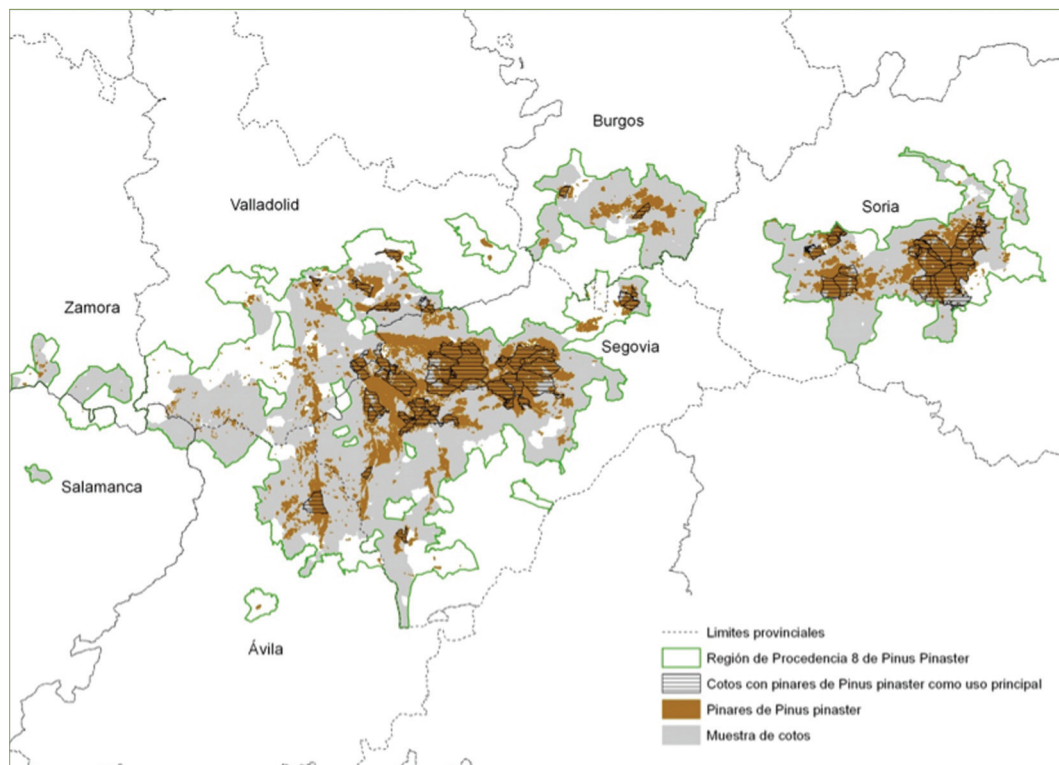 Burgos
Valladolid
Soria
Zamora
Segovia
Salamanca
Ávila
Limites provinciales
Región de Procedencia 8 de Pinus Pinaster
Cotos con pinares de Pinus pinaster como uso principal
Pinares de Pinus pinaster
Muestra de cotos